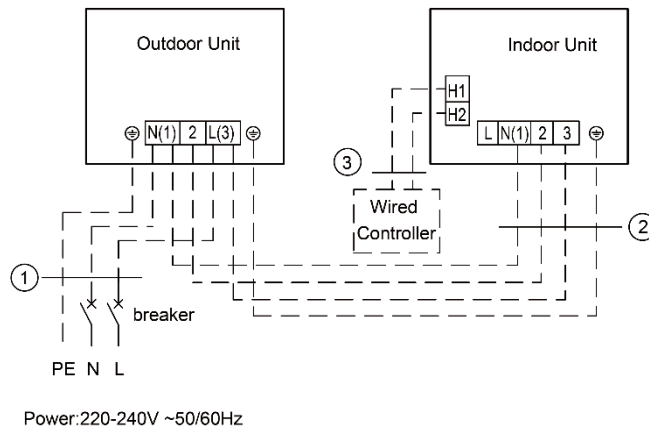 Outdoor Unit
Indoor Unit
H1
H2
N(1) 2 L(3)
L N(1) 2 3
3
Wired
Controller
2
1
breaker
PE N L
Power:220-240V ~50/60Hz